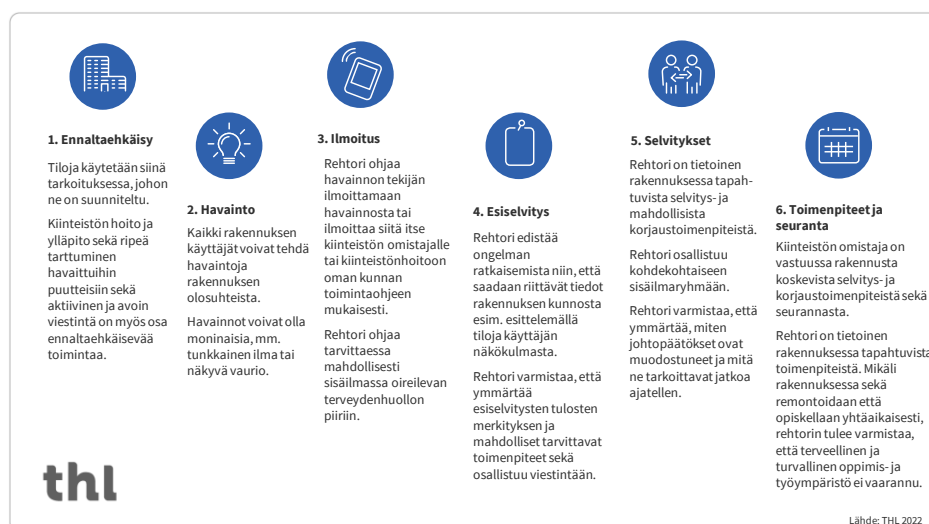 1. Ennaltaehkäisy
Tiloja käytetään siinä
tarkoituksessa, johon
ne on suunniteltu.
Kiinteistön hoito ja
ylläpito sekä ripeä
tarttuminen
havaittuihin
puutteisiin sekä
aktiivinen ja avoin
viestintä on myös osa
ennaltaehkäisevää
toimintaa.
2. Havainto
Kaikki rakennuksen
käyttäjät voivat tehdä
havaintoja
rakennuksen
olosuhteista.
Havainnot voivat olla
moninaisia, mm.
tunkkainen ilma tai
näkyvä vaurio.
3. Ilmoitus
Rehtori ohjaa
havainnon tekijän
ilmoittamaan
havainnosta tai
ilmoittaa siitä itse
kiinteistön omistajalle
tai kiinteistönhoitoon
oman kunnan
toimintaohjeen
mukaisesti.
Rehtori ohjaa
tarvittaessa
mahdollisesti
sisäilmassa oireilevan
terveydenhuollon
piiriin.
4. Esiselvitys
Rehtori edistää
ongelman
ratkaisemista niin, että
saadaan riittävät tiedot
rakennuksen kunnosta
esim. esittelemällä
tiloja käyttäjän
näkökulmasta.
Rehtori varmistaa, että
ymmärtää
esiselvitysten tulosten
merkityksen ja
mahdolliset tarvittavat
toimenpiteet sekä
osallistuu viestintään.
5. Selvitykset
Rehtori on tietoinen
rakennuksessa tapah-
tuvista selvitys- ja
mahdollisista
korjaustoimenpiteistä.
Rehtori osallistuu
kohdekohtaiseen
sisäilmaryhmään.
Rehtori varmistaa, että
ymmärtää, miten
johtopäätökset ovat
muodostuneet ja mitä
ne tarkoittavat jatkoa
ajatellen.
6. Toimenpiteet ja
seuranta
Kiinteistön omistaja on
vastuussa rakennusta
koskevista selvitys- ja
korjaustoimenpiteistä sekä
seurannasta.
Rehtori on tietoinen
rakennuksessa tapahtuvista
toimenpiteistä. Mikäli
rakennuksessa sekä
remontoidaan että
opiskellaan yhtäaikaisesti,
rehtorin tulee varmistaa,
että terveellinen ja
turvallinen oppimis- ja
työympäristö ei vaarannu.
thl
Lähde: THL 2022